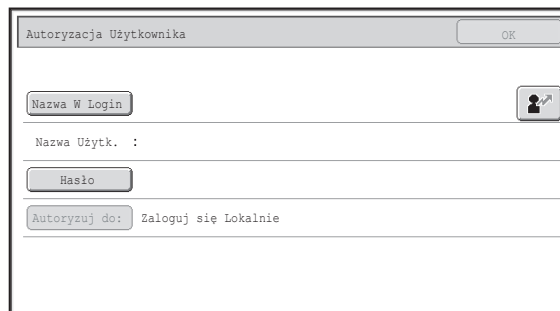 Autoryzacja Użytkownika OK
Nazwa W Login
Nazwa Użytk. :
Hasło
Autoryzuj do: Zaloguj się Lokalnie